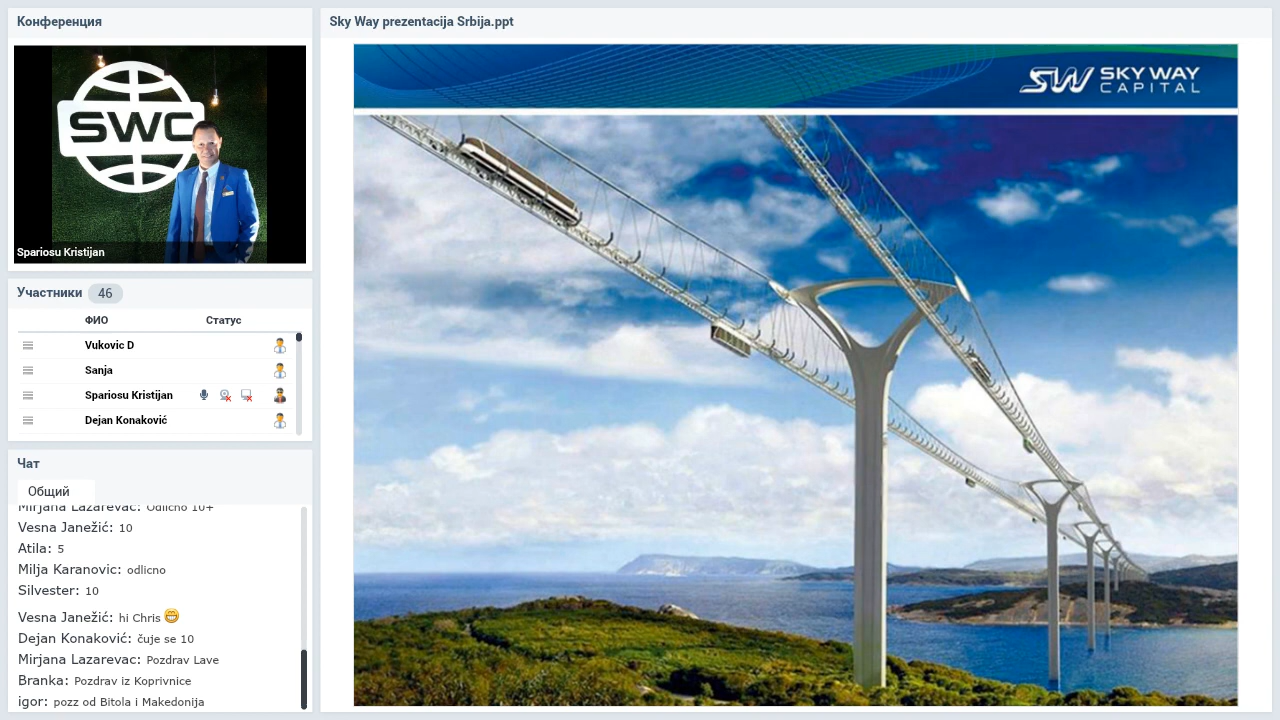 Конференция
SWC
Spariosu Kristijan
Участники 46
ФИО Статус
Vukovic D
Sanja
Spariosu Kristijan
Dejan Konaković
Чат
Общий
Mirjana Lazarevac: Odlicno 10+
Vesna Janežić: 10
Atila: 5
Milja Karanovic: odlicno
Silvester: 10
Vesna Janežić: hi Chris
Dejan Konaković: čuje se 10
Mirjana Lazarevac: Pozdrav Lave
Branka: Pozdrav iz Koprivnice
igor: pozz od Bitola i Makedonija
Sky Way prezentacija Srbija.ppt
SW SKY WAY
CAPITAL